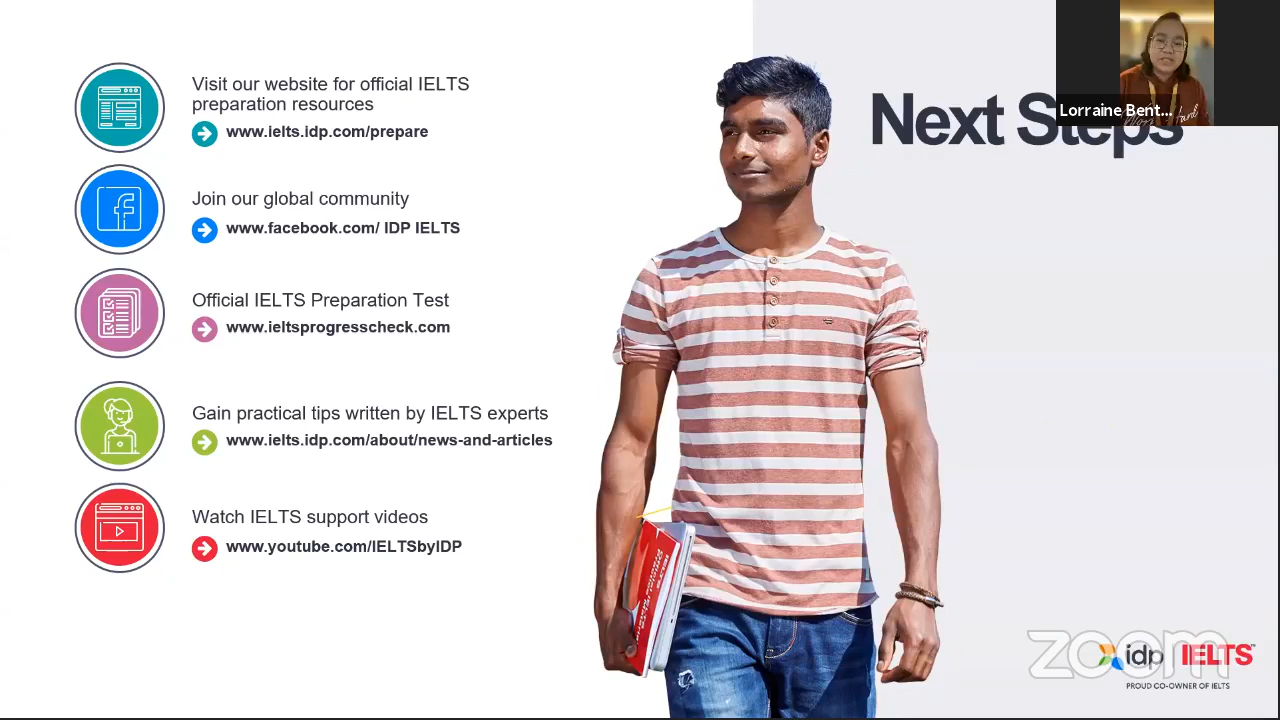 Visit our website for official IELTS
preparation resources
www.ielts.idp.com/prepare
Join our global community
www.facebook.com/ IDP IELTS
Official IELTS Preparation Test
www.ieltsprogresscheck.com
Gain practical tips written by IELTS experts
www.ielts.idp.com/about/news-and-articles
Watch IELTS support videos
www.youtube.com/IELTSbyIDP
Next Steps
Lorraine Bent...
IELTS
zoom
idp IELTS™
PROUD CO-OWNER OF IELTS